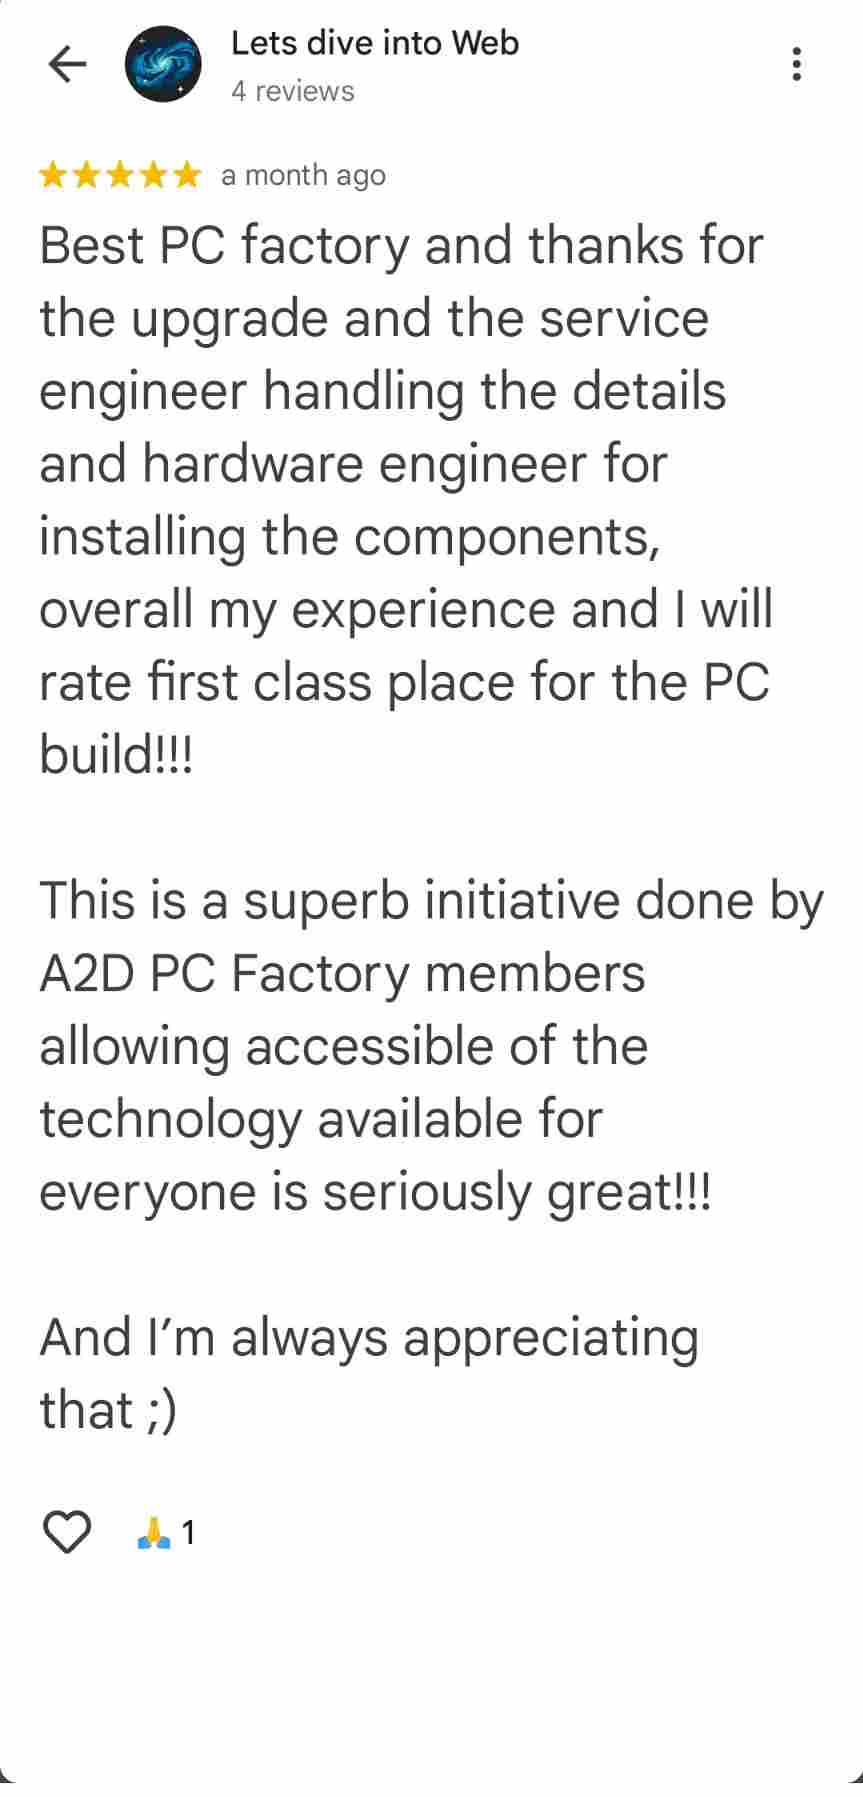 Lets dive into Web
4 reviews
a month ago
Best PC factory and thanks for
the upgrade and the service
engineer handling the details
and hardware engineer for
installing the components,
overall my experience and I will
rate first class place for the PC
build!!!
This is a superb initiative done by
A2D PC Factory members
allowing accessible of the
technology available for
everyone is seriously great!!!
And I’m always appreciating
that ;)
🙏 1